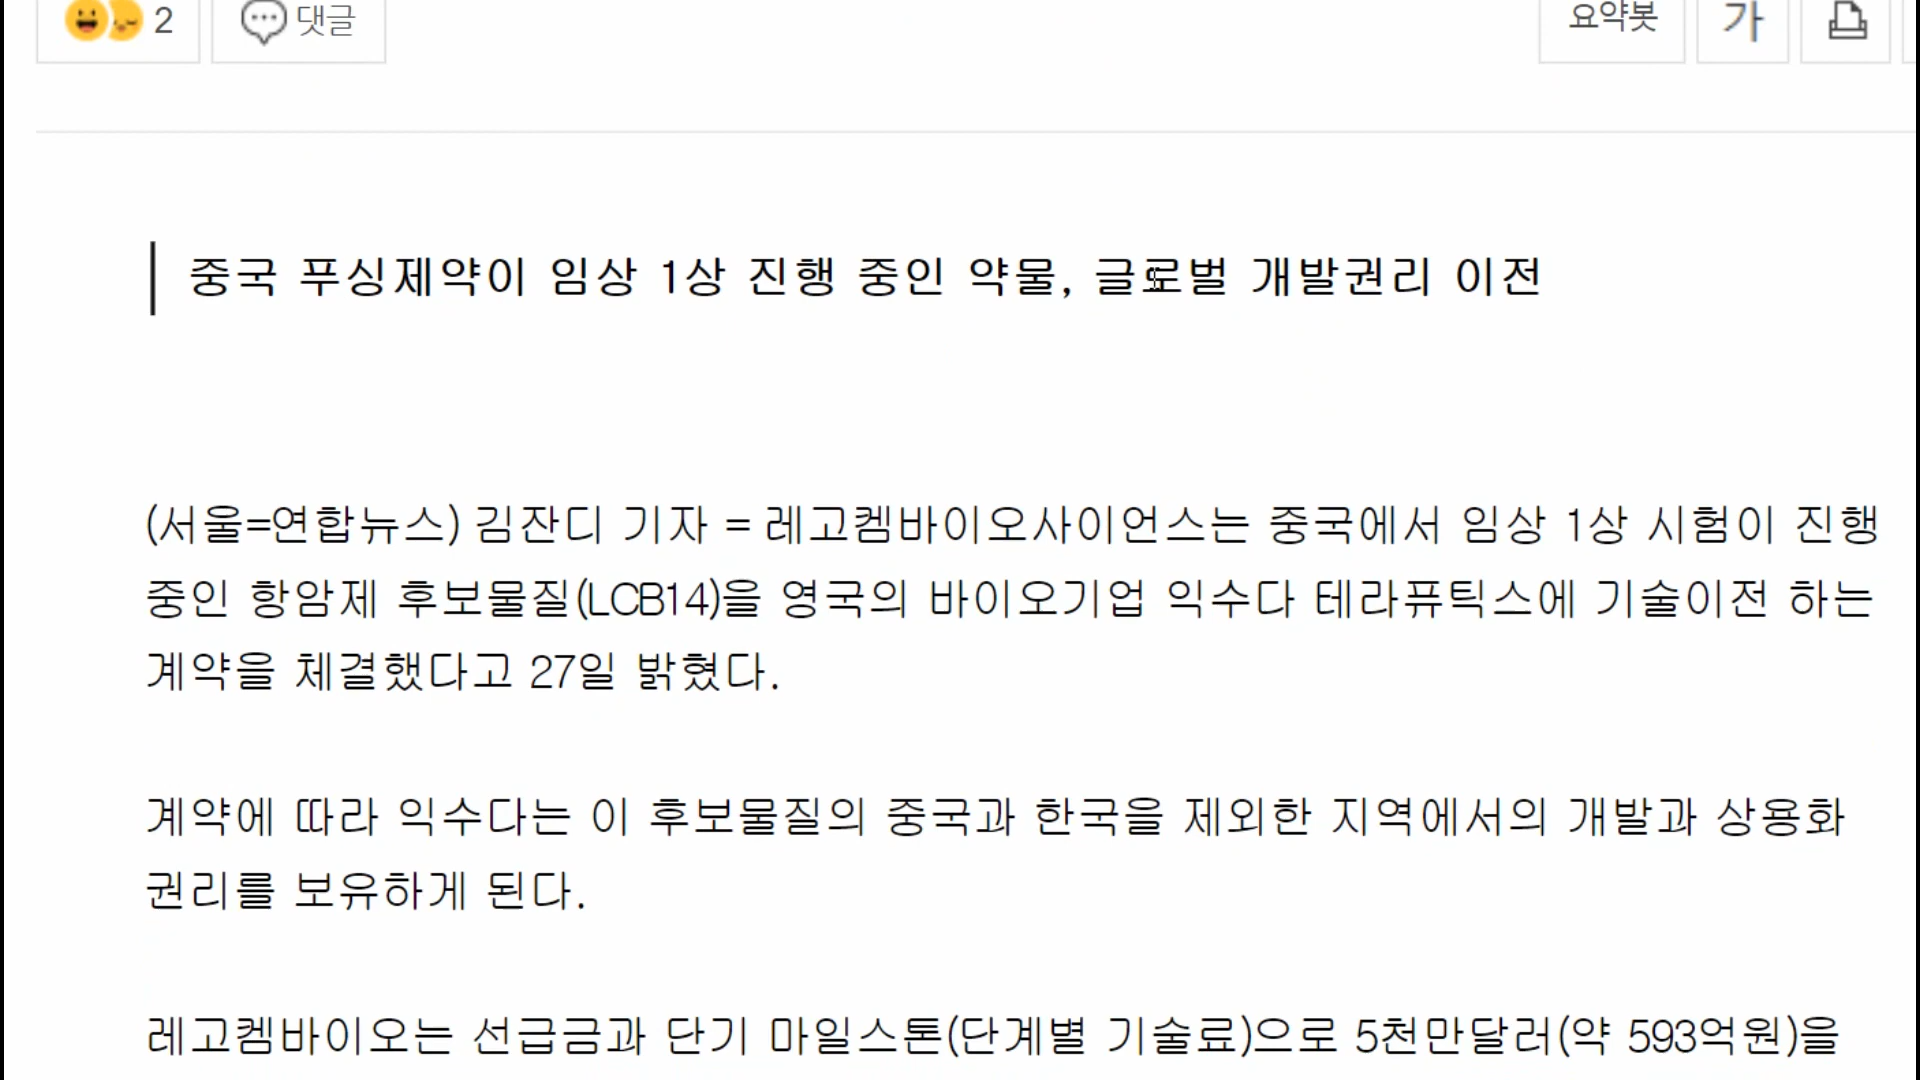 2
댓글
요약봇
가
중국 푸싱제약이 임상 1상 진행 중인 약물, 글로벌 개발권리 이전
(서울=연합뉴스) 김잔디 기자 = 레고켐바이오사이언스는 중국에서 임상 1상 시험이 진행
중인 항암제 후보물질(LCB14)을 영국의 바이오기업 익수다 테라퓨틱스에 기술이전 하는
계약을 체결했다고 27일 밝혔다.
계약에 따라 익수다는 이 후보물질의 중국과 한국을 제외한 지역에서의 개발과 상용화
권리를 보유하게 된다.
레고켐바이오는 선급금과 단기 마일스톤(단계별 기술료)으로 5천만달러(약 593억원)을